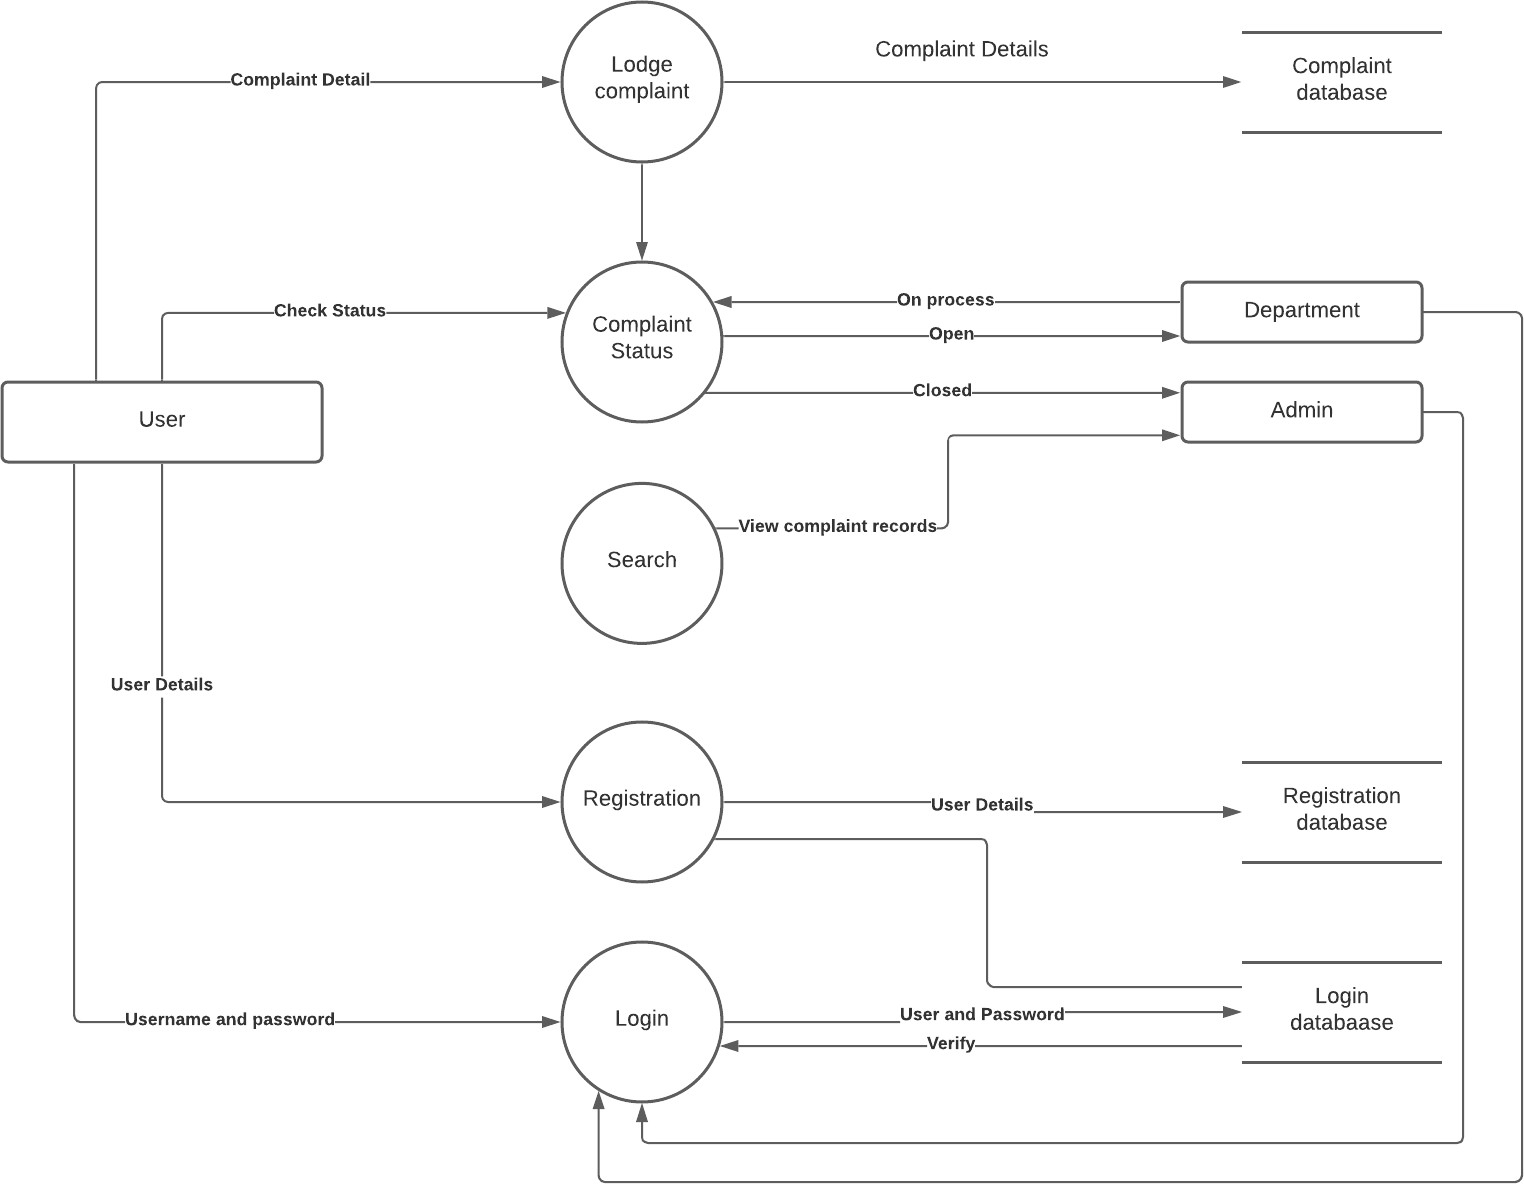 Lodge
complaint
Complaint Details
Complaint
database
Complaint Detail
Check Status
Complaint
Status
On process
Open
Closed
Department
Admin
User
View complaint records
Search
User Details
Registration
User Details
Registration
database
Username and password
Login
User and Password
Verify
Login
databaase